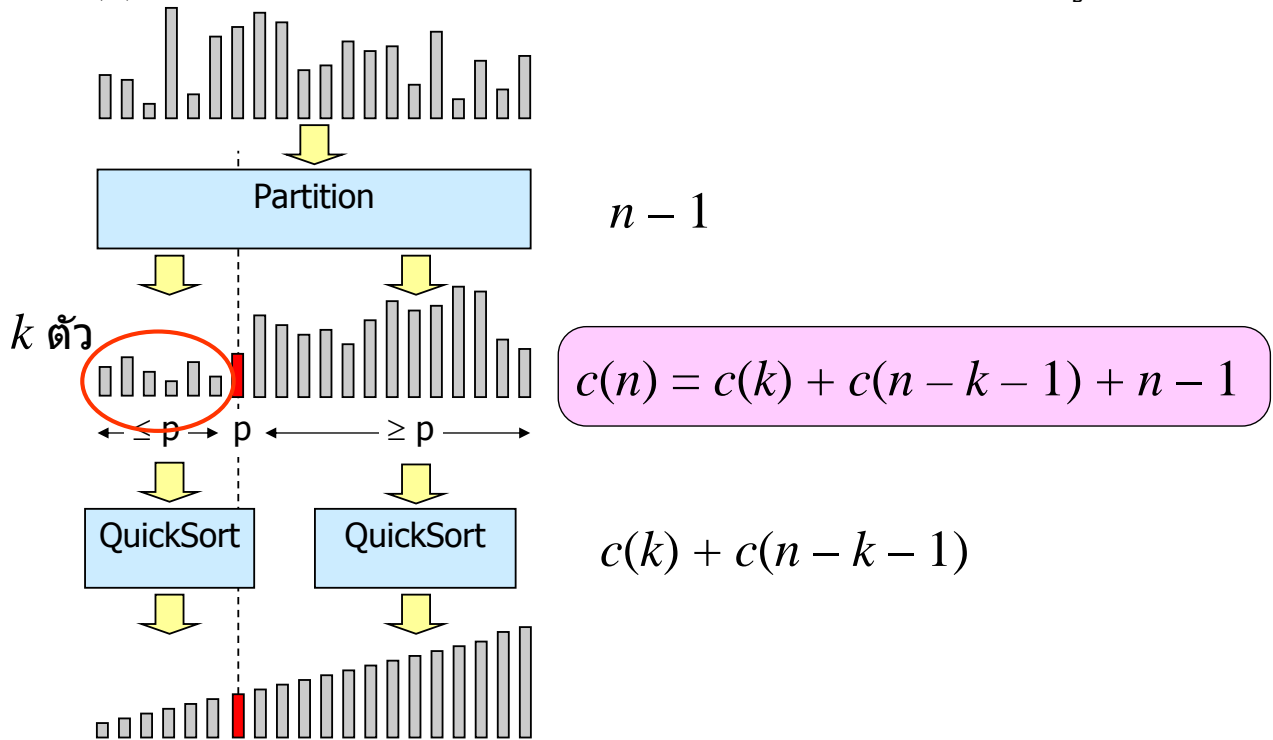 Partition
n – 1
k ตัว
c(n) = c(k) + c(n – k – 1) + n – 1
≤ p p ≥ p
QuickSort QuickSort
c(k) + c(n – k – 1)